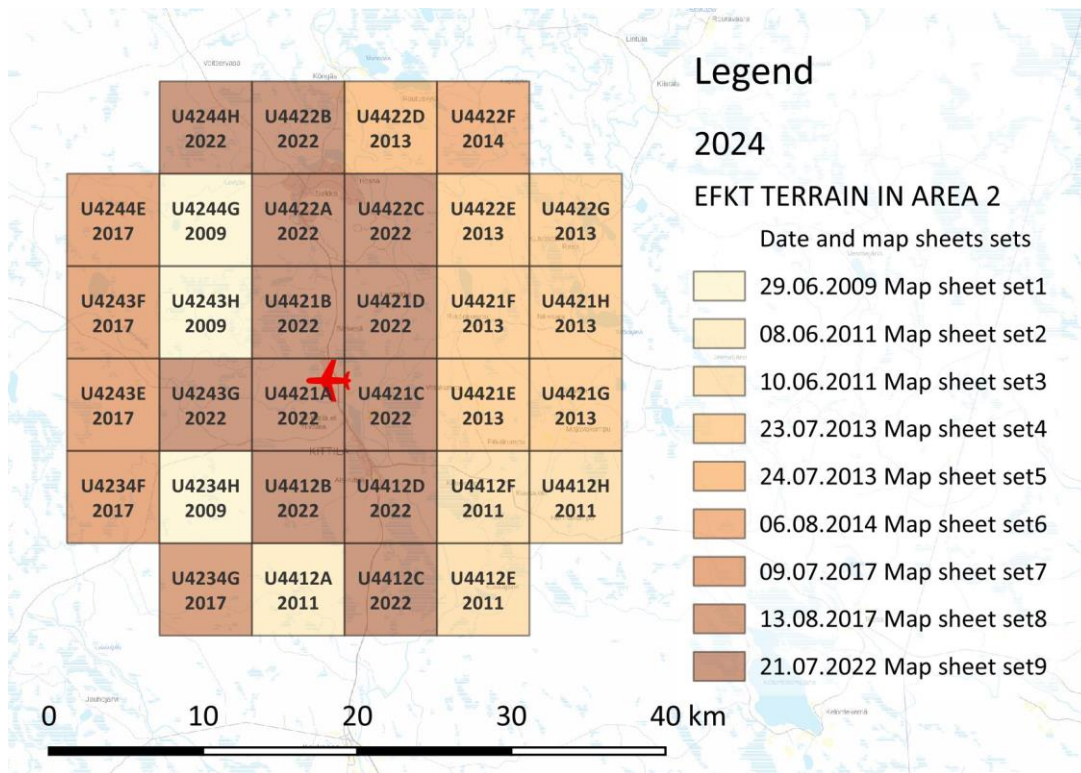 Legend
2024
EFKT TERRAIN IN AREA 2
Date and map sheets sets
29.06.2009 Map sheet set1
08.06.2011 Map sheet set2
10.06.2011 Map sheet set3
23.07.2013 Map sheet set4
24.07.2013 Map sheet set5
06.08.2014 Map sheet set6
09.07.2017 Map sheet set7
13.08.2017 Map sheet set8
21.07.2022 Map sheet set9
U4244H U4422B U4422D U4422F
2022 2022 2013 2014
U4244E U4244G U4422A U4422C U4422E U4422G
2017 2009 2022 2022 2013 2013
U4243F U4243H U4421B U4421D U4421F U4421H
2017 2009 2022 2022 2013 2013
U4243E U4243G U4421A U4421C U4421E U4421G
2017 2022 2022 2022 2013 2013
U4234F U4234H U4412B U4412D U4412F U4412H
2017 2009 2022 2022 2011 2011
U4234G U4412A U4412C U4412E
2017 2011 2022 2011
0 10 20 30 40 km